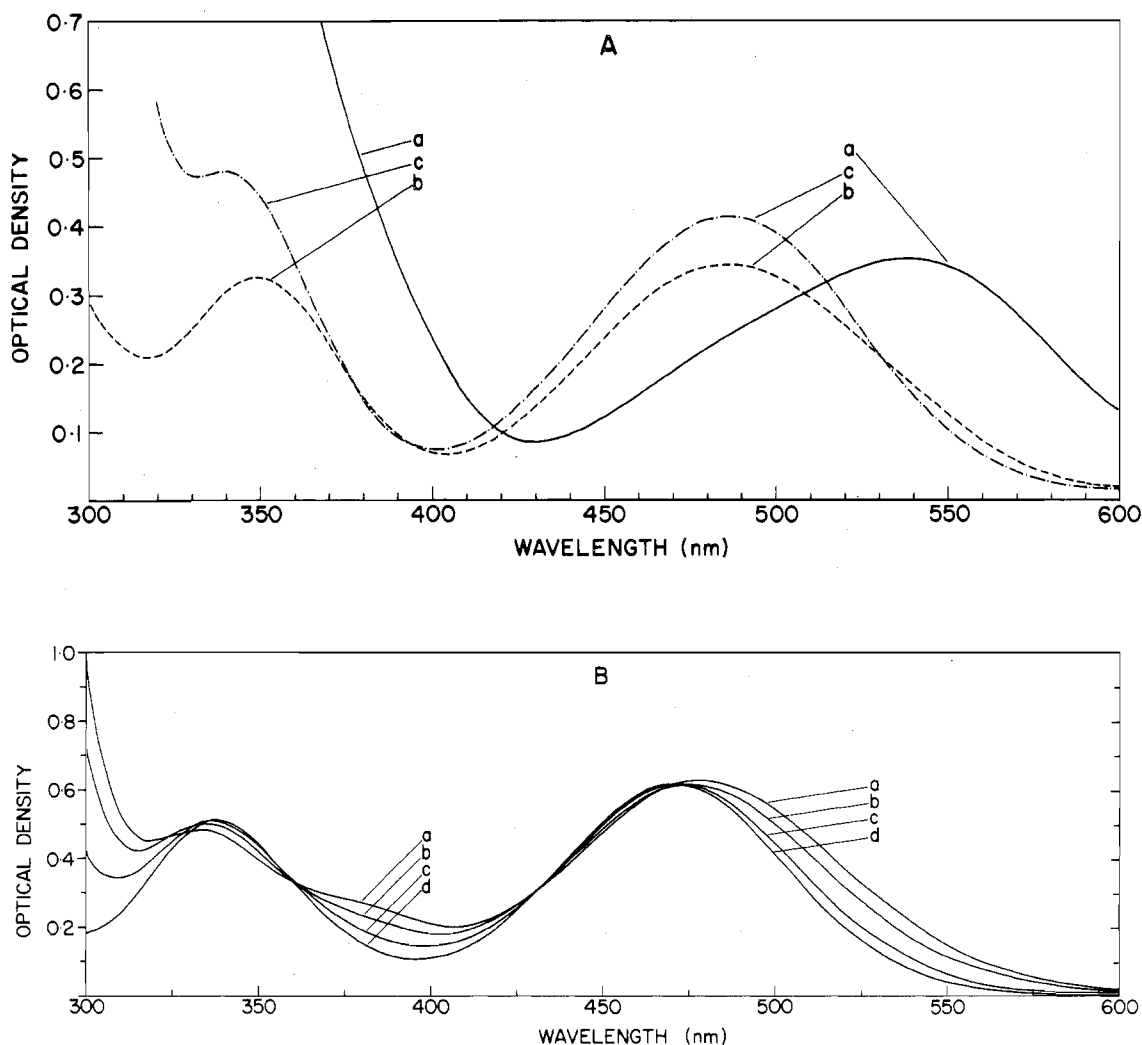 A
0·7
0·6
0·5
0·4
0·3
0·2
0·1
OPTICAL DENSITY
a
c
b
a
c
b
300
350
400
450
500
550
600
WAVELENGTH (nm)
B
1·0
0·8
0·6
0·4
0·2
OPTICAL DENSITY
a
b
c
d
a
b
c
d
300
350
400
450
500
550
600
WAVELENGTH (nm)